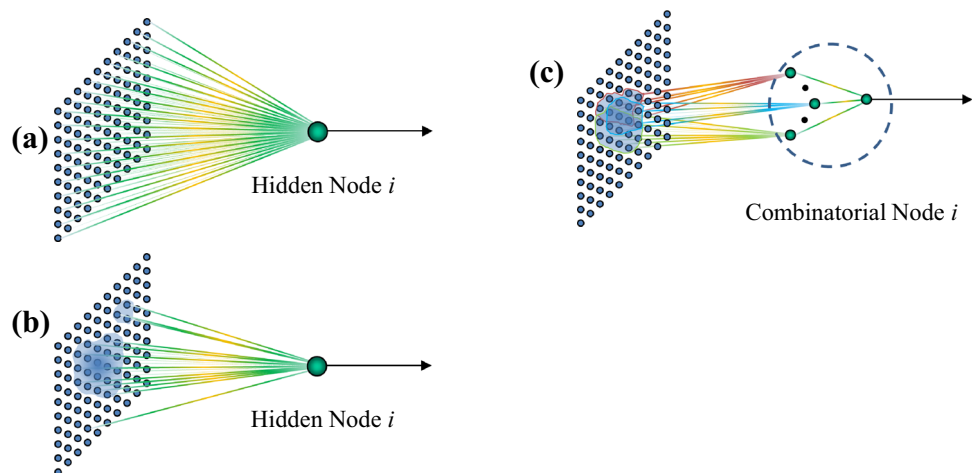 (a)
Hidden Node i
(b)
Hidden Node i
(c)
Combinatorial Node i